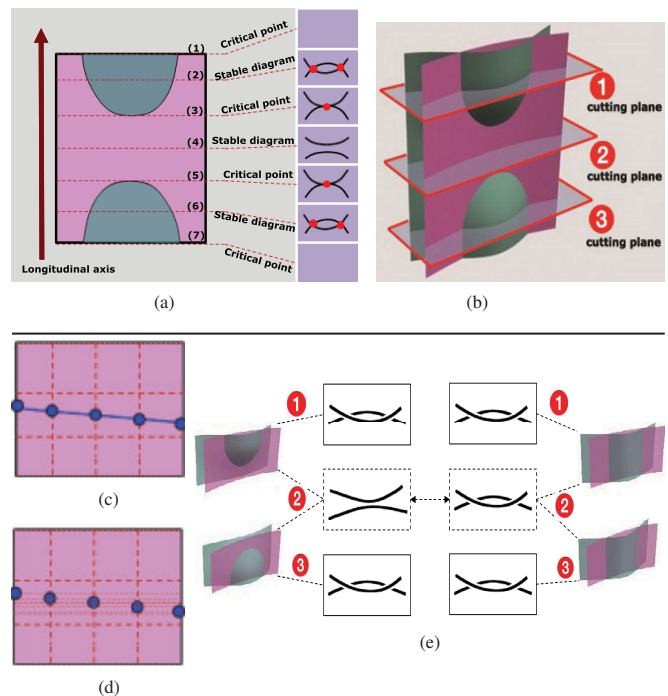 (1)
Critical point
(2)
Stable diagram
(3)
Critical point
(4)
Stable diagram
(5)
Critical point
(6)
Stable diagram
(7)
Critical point
Longitudinal axis
(a)
1
cutting plane
2
cutting plane
3
cutting plane
(b)
(c)
(d)
1
1
2
2
3
3
(e)